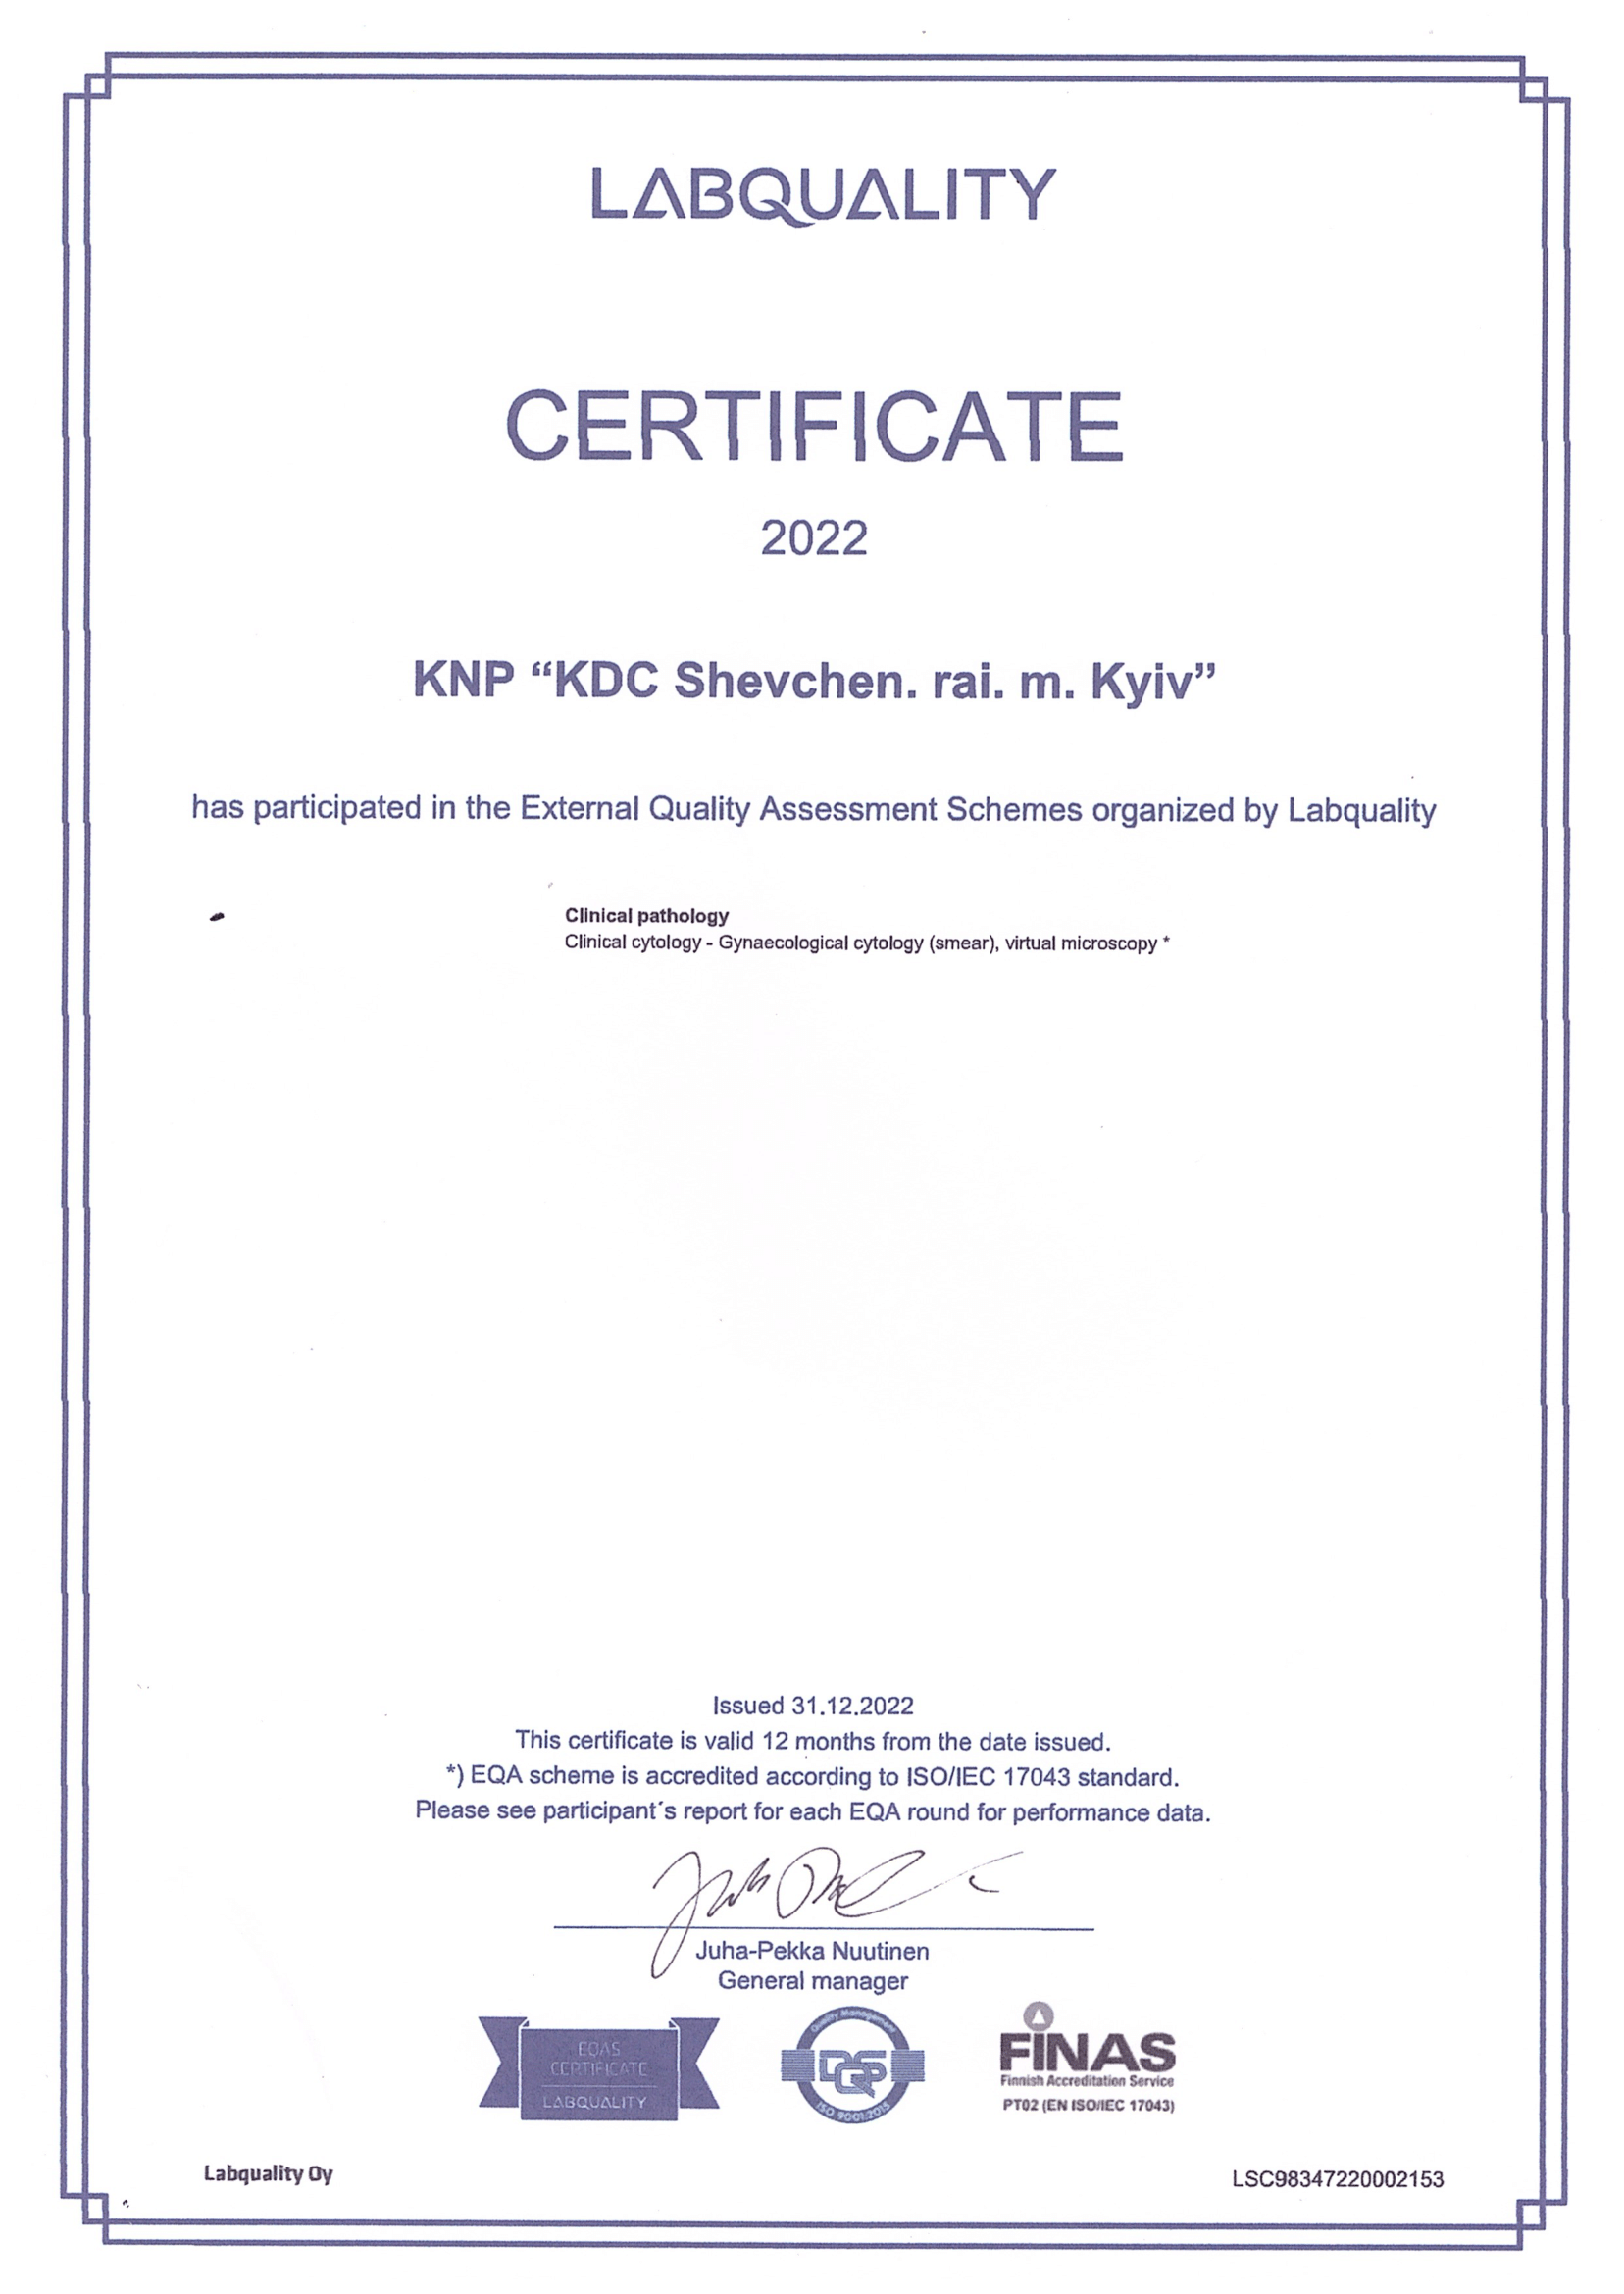 LABQUALITY
CERTIFICATE
2022
KNP “KDC Shevchen. rai. m. Kyiv”
has participated in the External Quality Assessment Schemes organized by Labquality
Clinical pathology
Clinical cytology - Gynaecological cytology (smear), virtual microscopy *
Issued 31.12.2022
This certificate is valid 12 months from the date issued.
*) EQA scheme is accredited according to ISO/IEC 17043 standard.
Please see participant´s report for each EQA round for performance data.
Juha-Pekka Nuutinen
General manager
EQAS
CERTIFICATE
LABQUALITY
Quality Management
DQS
ISO 9001:2015
FINAS
Finnish Accreditation Service
PT02 (EN ISO/IEC 17043)
Labquality Oy
LSC98347220002153